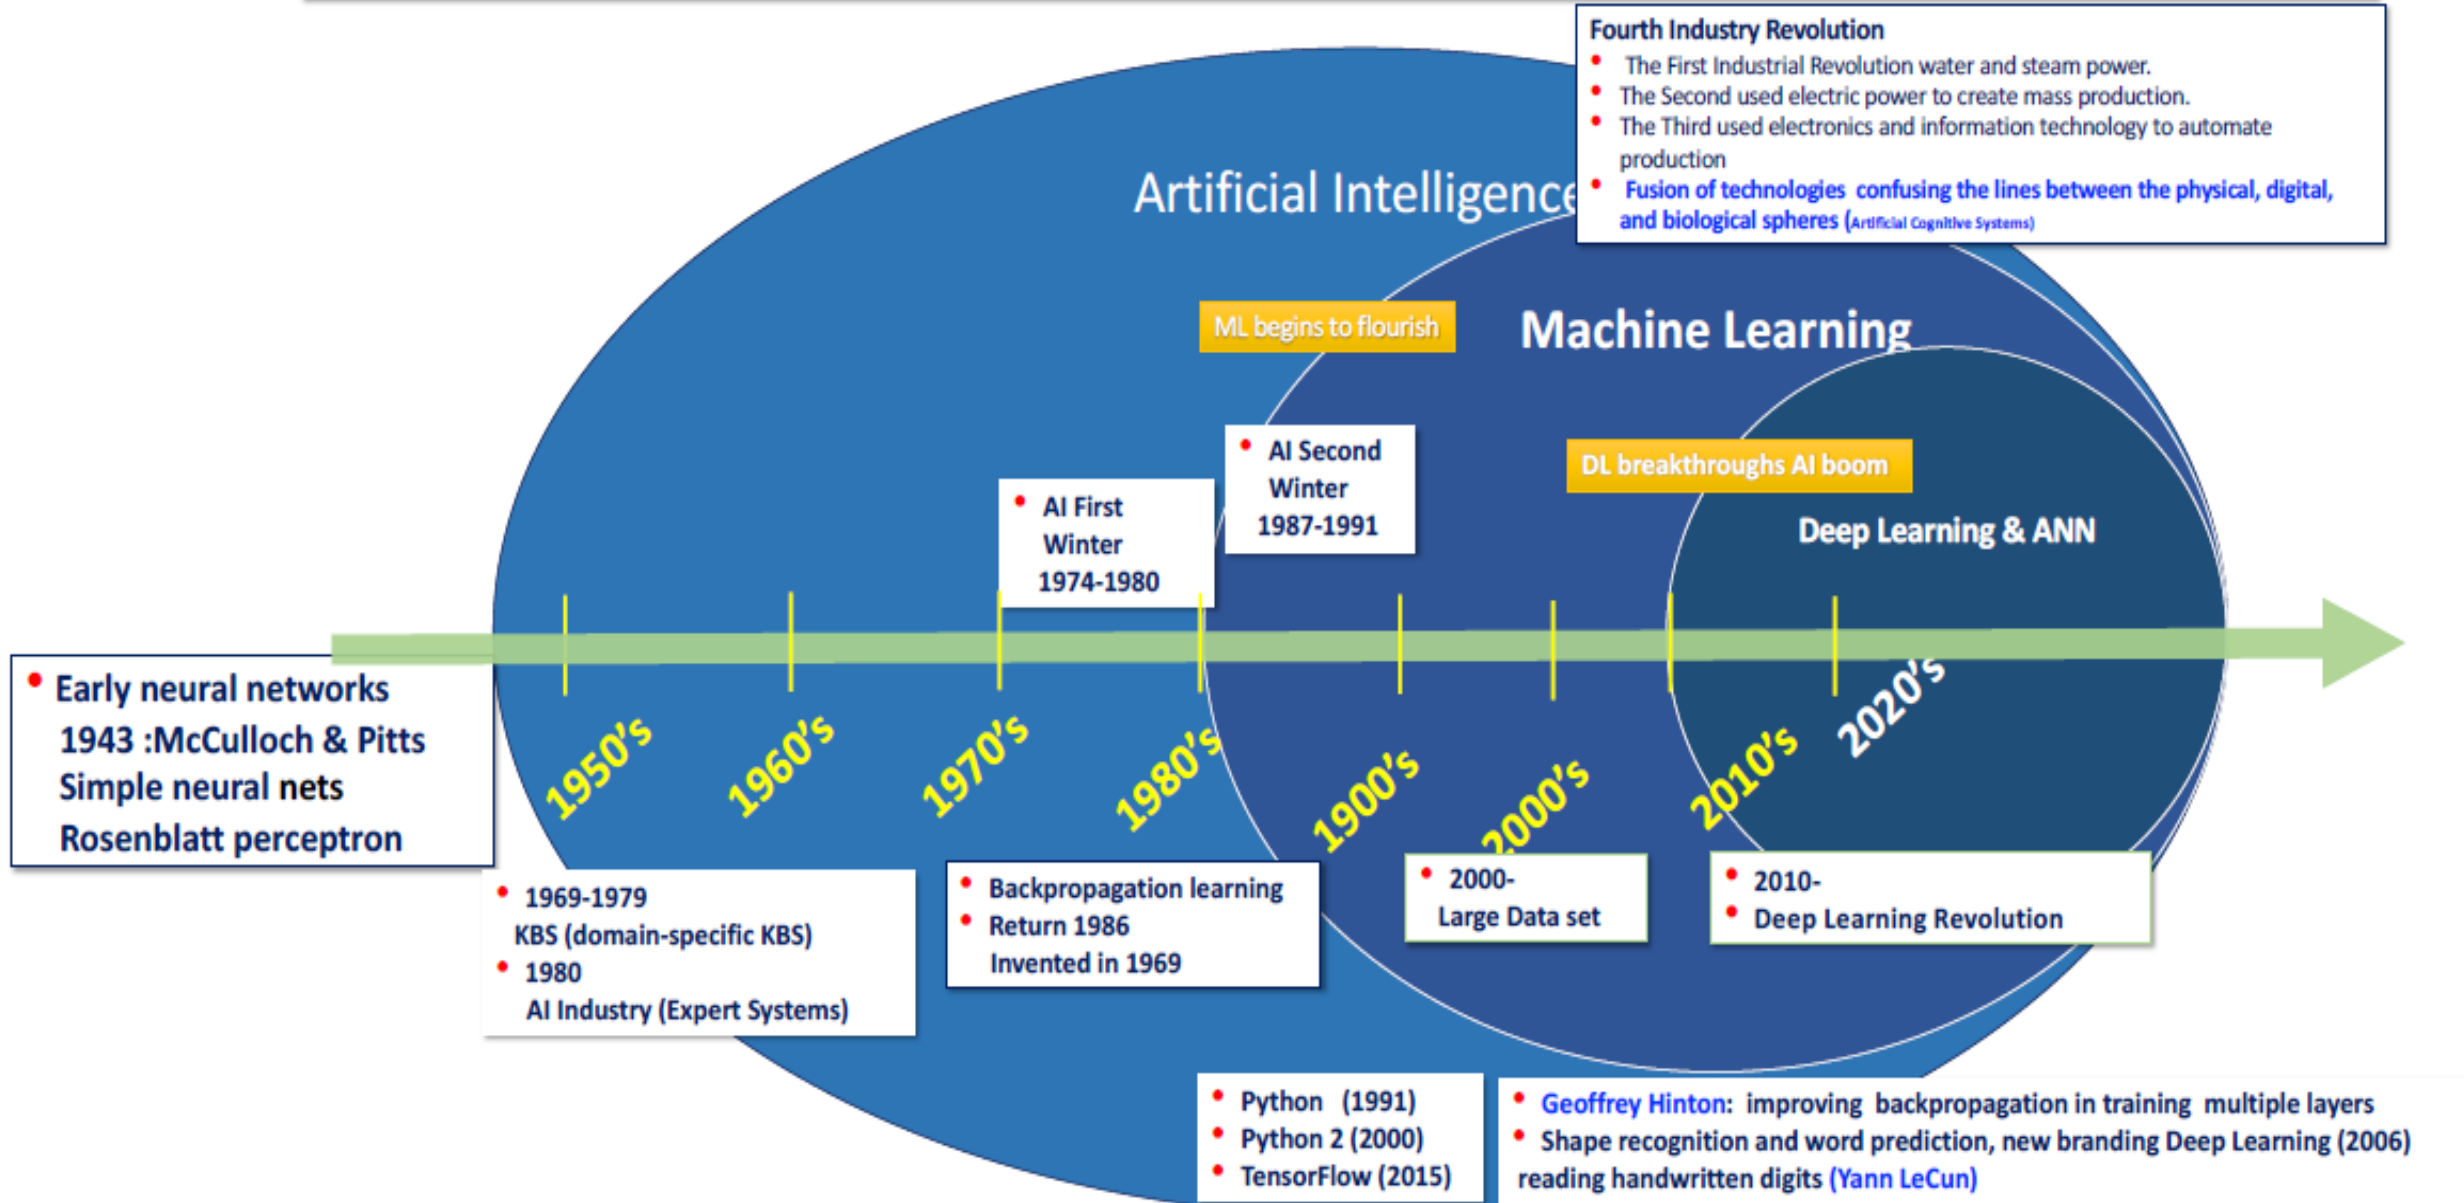 Fourth Industry Revolution
• The First Industrial Revolution water and steam power.
• The Second used electric power to create mass production.
• The Third used electronics and information technology to automate
production
• Fusion of technologies confusing the lines between the physical, digital,
and biological spheres (Artificial Cognitive Systems)
Artificial Intelligence
ML begins to flourish
Machine Learning
• AI Second
Winter
1987-1991
DL breakthroughs AI boom
• AI First
Winter
1974-1980
Deep Learning & ANN
• Early neural networks
1943 :McCulloch & Pitts
Simple neural nets
Rosenblatt perceptron
1950's
1960's
1970's
1980's
1900's
2000's
2010's
2020's
• 1969-1979
KBS (domain-specific KBS)
• 1980
AI Industry (Expert Systems)
• Backpropagation learning
• Return 1986
Invented in 1969
• 2000-
Large Data set
• 2010-
• Deep Learning Revolution
• Python (1991)
• Python 2 (2000)
• TensorFlow (2015)
• Geoffrey Hinton: improving backpropagation in training multiple layers
• Shape recognition and word prediction, new branding Deep Learning (2006)
reading handwritten digits (Yann LeCun)